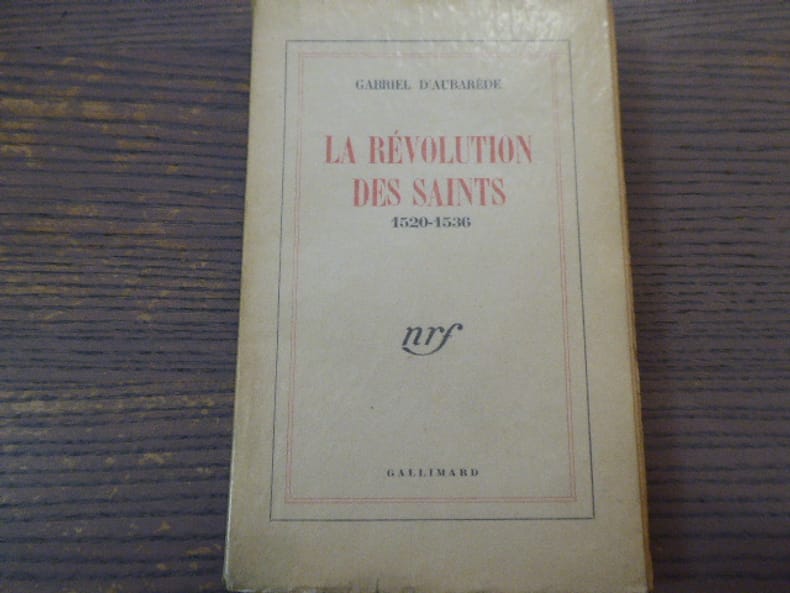 GABRIEL D'AUBARÈDE
LA RÉVOLUTION
DES SAINTS
1520-1536
nrf
GALLIMARD